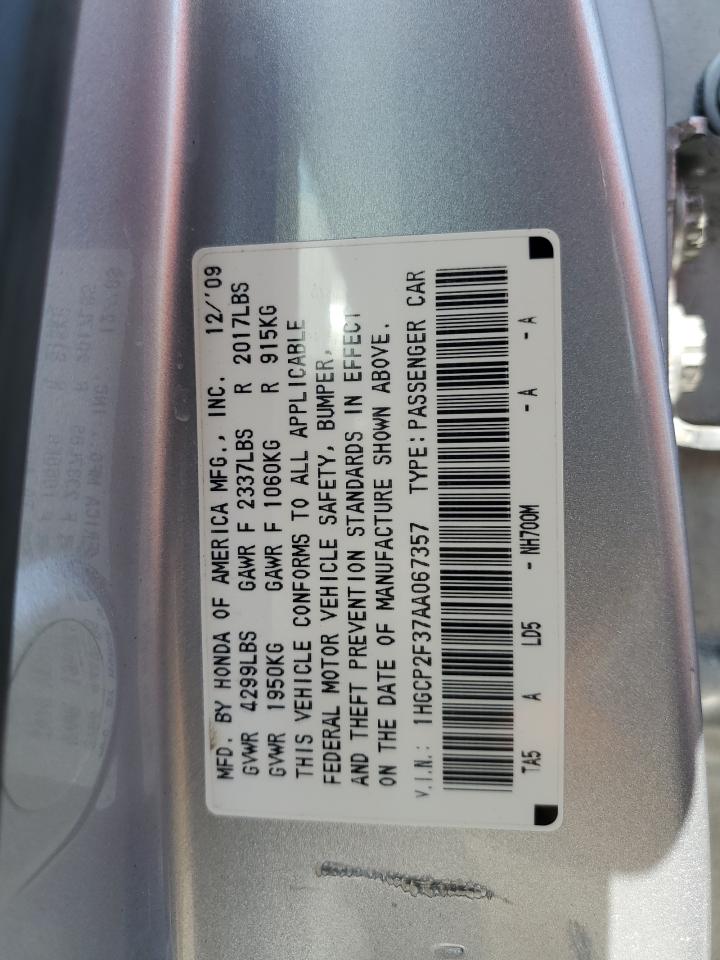 MFD. BY HONDA OF AMERICA MFG., INC. 12/'09
GVWR 4299LBS GAWR F 2337LBS R 2017LBS
GVWR 1950KG GAWR F 1060KG R 915KG
THIS VEHICLE CONFORMS TO ALL APPLICABLE
FEDERAL MOTOR VEHICLE SAFETY, BUMPER,
AND THEFT PREVENTION STANDARDS IN EFFECT
ON THE DATE OF MANUFACTURE SHOWN ABOVE.
V.I.N.: 1HGCP2F37AA067357 TYPE:PASSENGER CAR
TA5 A LD5 - NH700M - A - A